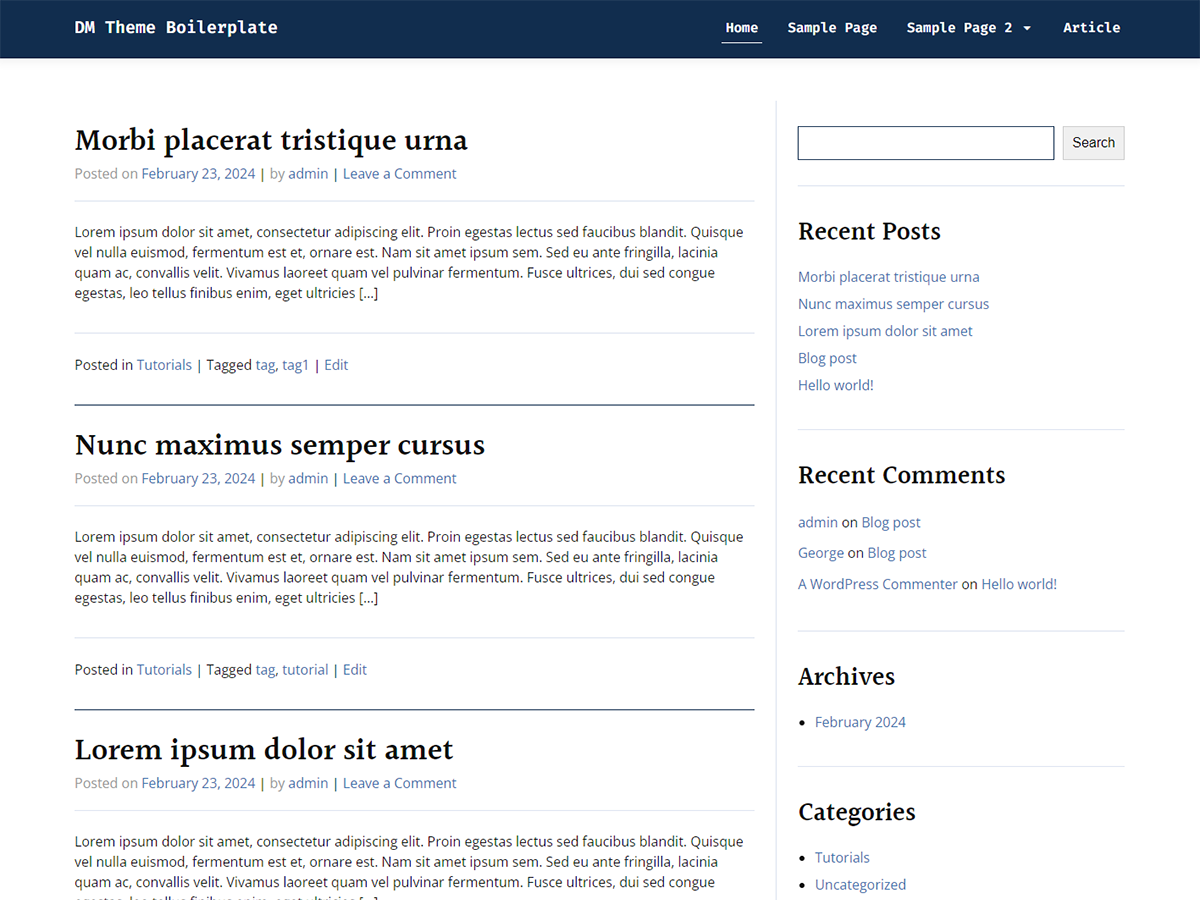 DM Theme Boilerplate
Home Sample Page Sample Page 2 Article
Morbi placerat tristique urna
Posted on February 23, 2024 | by admin | Leave a Comment
Lorem ipsum dolor sit amet, consectetur adipiscing elit. Proin egestas lectus sed faucibus blandit. Quisque
vel nulla euismod, fermentum est et, ornare est. Nam sit amet ipsum sem. Sed eu ante fringilla, lacinia
quam ac, convallis velit. Vivamus laoreet quam vel pulvinar fermentum. Fusce ultrices, dui sed congue
egestas, leo tellus finibus enim, eget ultricies [...]
Posted in Tutorials | Tagged tag, tag1 | Edit
Nunc maximus semper cursus
Posted on February 23, 2024 | by admin | Leave a Comment
Lorem ipsum dolor sit amet, consectetur adipiscing elit. Proin egestas lectus sed faucibus blandit. Quisque
vel nulla euismod, fermentum est et, ornare est. Nam sit amet ipsum sem. Sed eu ante fringilla, lacinia
quam ac, convallis velit. Vivamus laoreet quam vel pulvinar fermentum. Fusce ultrices, dui sed congue
egestas, leo tellus finibus enim, eget ultricies [...]
Posted in Tutorials | Tagged tag, tutorial | Edit
Lorem ipsum dolor sit amet
Posted on February 23, 2024 | by admin | Leave a Comment
Lorem ipsum dolor sit amet, consectetur adipiscing elit. Proin egestas lectus sed faucibus blandit. Quisque
vel nulla euismod, fermentum est et, ornare est. Nam sit amet ipsum sem. Sed eu ante fringilla, lacinia
quam ac, convallis velit. Vivamus laoreet quam vel pulvinar fermentum. Fusce ultrices, dui sed congue
Search
Recent Posts
Morbi placerat tristique urna
Nunc maximus semper cursus
Lorem ipsum dolor sit amet
Blog post
Hello world!
Recent Comments
admin on Blog post
George on Blog post
A WordPress Commenter on Hello world!
Archives
February 2024
Categories
Tutorials
Uncategorized